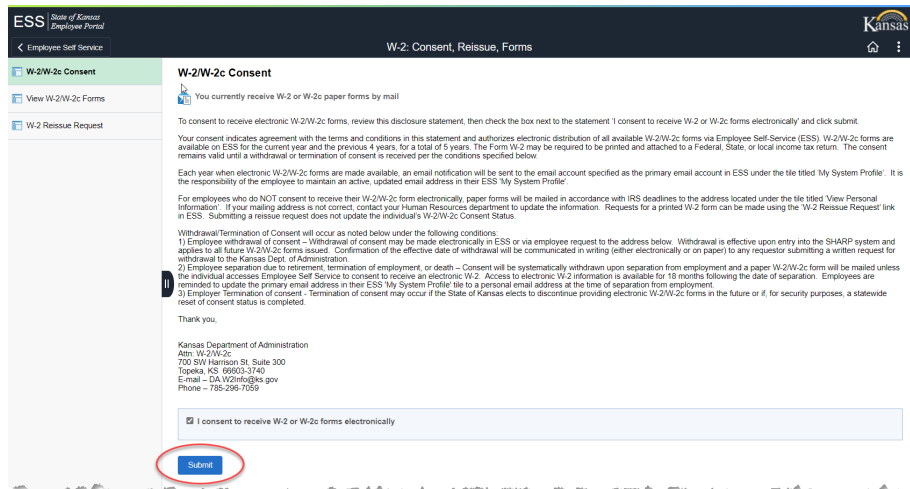 ESS State of Kansas
Employee Portal
Kansas
Employee Self Service
W-2: Consent, Reissue, Forms
W-2/W-2c Consent
View W-2/W-2c Forms
W-2 Reissue Request
W-2/W-2c Consent
You currently receive W-2 or W-2c paper forms by mail
To consent to receive electronic W-2/W-2c forms, review this disclosure statement, then check the box next to the statement 'I consent to receive W-2 or W-2c forms electronically' and click submit.
Your consent indicates agreement with the terms and conditions in this statement and authorizes electronic distribution of all available W-2/W-2c forms via Employee Self-Service (ESS). W-2/W-2c forms are
available on ESS for the current year and the previous 4 years, for a total of 5 years. The Form W-2 may be required to be printed and attached to a Federal, State, or local income tax return. The consent
remains valid until a withdrawal or termination of consent is received per the conditions specified below.
Each year when electronic W-2/W-2c forms are made available, an email notification will be sent to the email account specified as the primary email account in ESS under the tile titled 'My System Profile'. It is
the responsibility of the employee to maintain an active, updated email address in their ESS 'My System Profile'.
For employees who do NOT consent to receive their W-2/W-2c form electronically, paper forms will be mailed in accordance with IRS deadlines to the address located under the tile titled 'View Personal
Information'. If your mailing address is not correct, contact your Human Resources department to update the information. Requests for a printed W-2 form can be made using the 'W-2 Reissue Request' link
in ESS. Submitting a reissue request does not update the individual's W-2/W-2c Consent Status.
Withdrawal/Termination of Consent will occur as noted below under the following conditions:
1) Employee withdrawal of consent – Withdrawal of consent may be made electronically in ESS or via employee request to the address below. Withdrawal is effective upon entry into the SHARP system and
applies to all future W-2/W-2c forms issued. Confirmation of the effective date of withdrawal will be communicated in writing (either electronically or on paper) to any requestor submitting a written request for
withdrawal to the Kansas Dept. of Administration.
2) Employee separation due to retirement, termination of employment, or death – Consent will be systematically withdrawn upon separation from employment and a paper W-2/W-2c form will be mailed unless
the individual accesses Employee Self Service to consent to receive an electronic W-2. Access to electronic W-2 information is available for 18 months following the date of separation. Employees are
reminded to update the primary email address in their ESS 'My System Profile' tile to a personal email address at the time of separation from employment.
3) Employer Termination of consent - Termination of consent may occur if the State of Kansas elects to discontinue providing electronic W-2/W-2c forms in the future or if, for security purposes, a statewide
reset of consent status is completed.
Thank you,
Kansas Department of Administration
Attn: W-2/W-2c
700 SW Harrison St, Suite 300
Topeka, KS 66603-3740
E-mail – DA.W2Info@ks.gov
Phone – 785-296-7059
I consent to receive W-2 or W-2c forms electronically
Submit